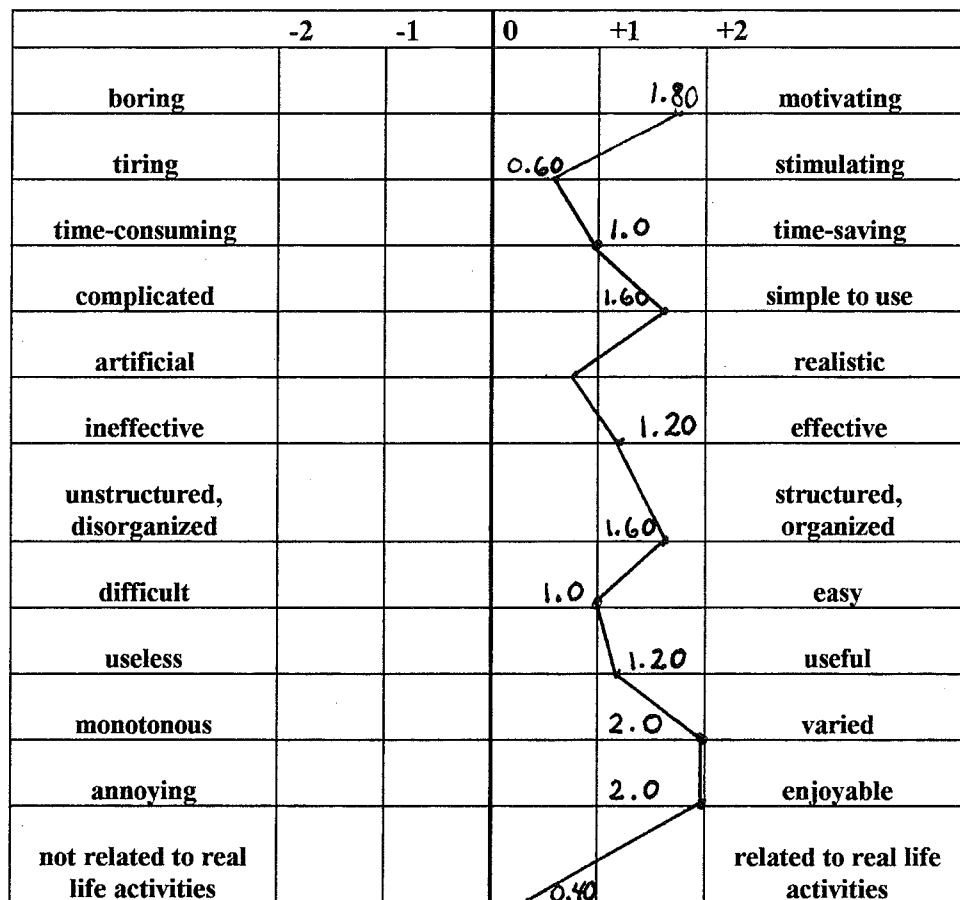 -2 -1 0 +1 +2
boring 1.80 motivating
tiring 0.60 stimulating
time-consuming 1.0 time-saving
complicated 1.60 simple to use
artificial realistic
ineffective 1.20 effective
unstructured, structured,
disorganized 1.60 organized
difficult 1.0 easy
useless 1.20 useful
monotonous 2.0 varied
annoying 2.0 enjoyable
not related to real related to real life
life activities 0.40 activities